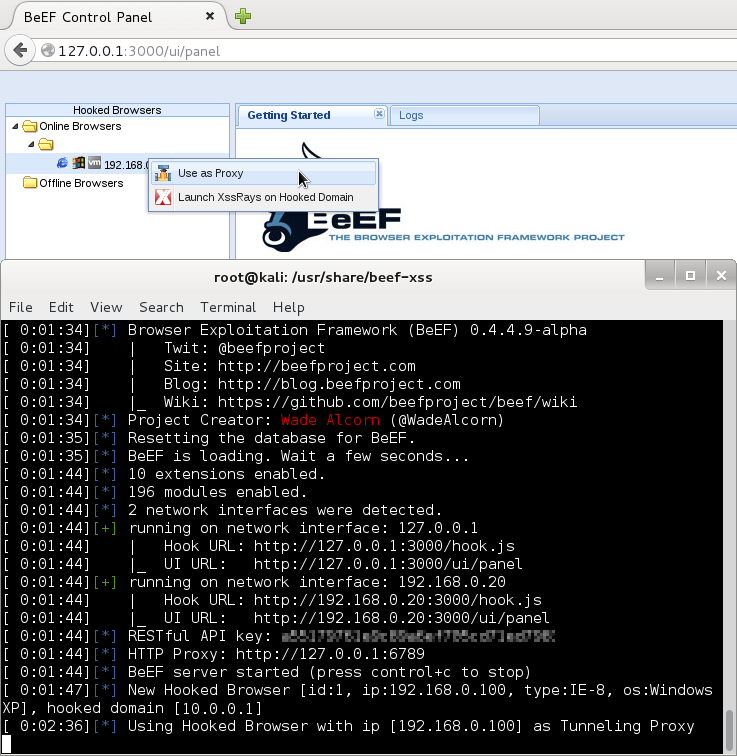 BeEF Control Panel
127.0.0.1:3000/ui/panel
Hooked Browsers
Getting Started
Logs
Online Browsers
192.168.
Use as Proxy
Offline Browsers
Launch XssRays on Hooked Domain
BeEF
THE BROWSER EXPLOITATION FRAMEWORK PROJECT
root@kali: /usr/share/beef-xss
File Edit View Search Terminal Help
[ 0:01:34][*] Browser Exploitation Framework (BeEF) 0.4.4.9-alpha
[ 0:01:34]    |   Twit: @beefproject
[ 0:01:34]    |   Site: http://beefproject.com
[ 0:01:34]    |   Blog: http://blog.beefproject.com
[ 0:01:34]    |_  Wiki: https://github.com/beefproject/beef/wiki
[ 0:01:34][*] Project Creator: Wade Alcorn (@WadeAlcorn)
[ 0:01:35][*] Resetting the database for BeEF.
[ 0:01:35][*] BeEF is loading. Wait a few seconds...
[ 0:01:44][*] 10 extensions enabled.
[ 0:01:44][*] 196 modules enabled.
[ 0:01:44][*] 2 network interfaces were detected.
[ 0:01:44][+] running on network interface: 127.0.0.1
[ 0:01:44]    |   Hook URL: http://127.0.0.1:3000/hook.js
[ 0:01:44]    |_  UI URL:   http://127.0.0.1:3000/ui/panel
[ 0:01:44][+] running on network interface: 192.168.0.20
[ 0:01:44]    |   Hook URL: http://192.168.0.20:3000/hook.js
[ 0:01:44]    |_  UI URL:   http://192.168.0.20:3000/ui/panel
[ 0:01:44][*] RESTful API key:
[ 0:01:44][*] HTTP Proxy: http://127.0.0.1:6789
[ 0:01:44][*] BeEF server started (press control+c to stop)
[ 0:01:47][*] New Hooked Browser [id:1, ip:192.168.0.100, type:IE-8, os:Windows
XP], hooked domain [10.0.0.1]
[ 0:02:36][*] Using Hooked Browser with ip [192.168.0.100] as Tunneling Proxy